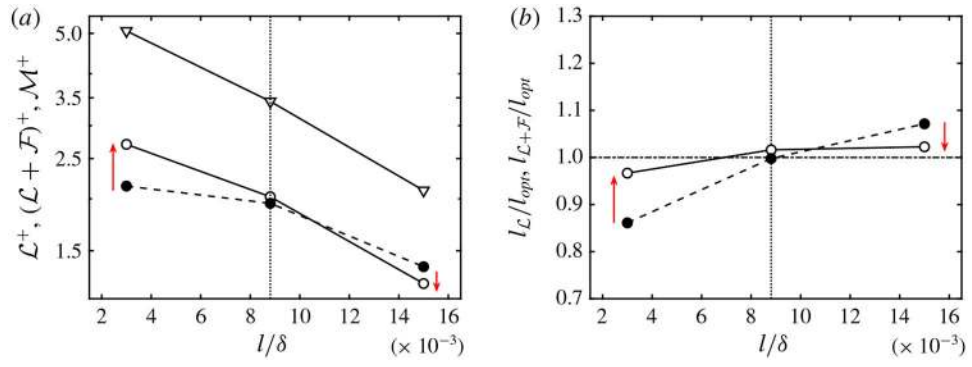 (a)
5.0
3.5
2.5
1.5
ℒ⁺, (ℒ + ℱ)⁺, ℳ⁺
2 4 6 8 10 12 14 16
l/δ (× 10⁻³)
(b)
1.3
1.2
1.1
1.0
0.9
0.8
0.7
l_ℒ/l_opt, l_ℒ+ℱ/l_opt
2 4 6 8 10 12 14 16
l/δ (× 10⁻³)